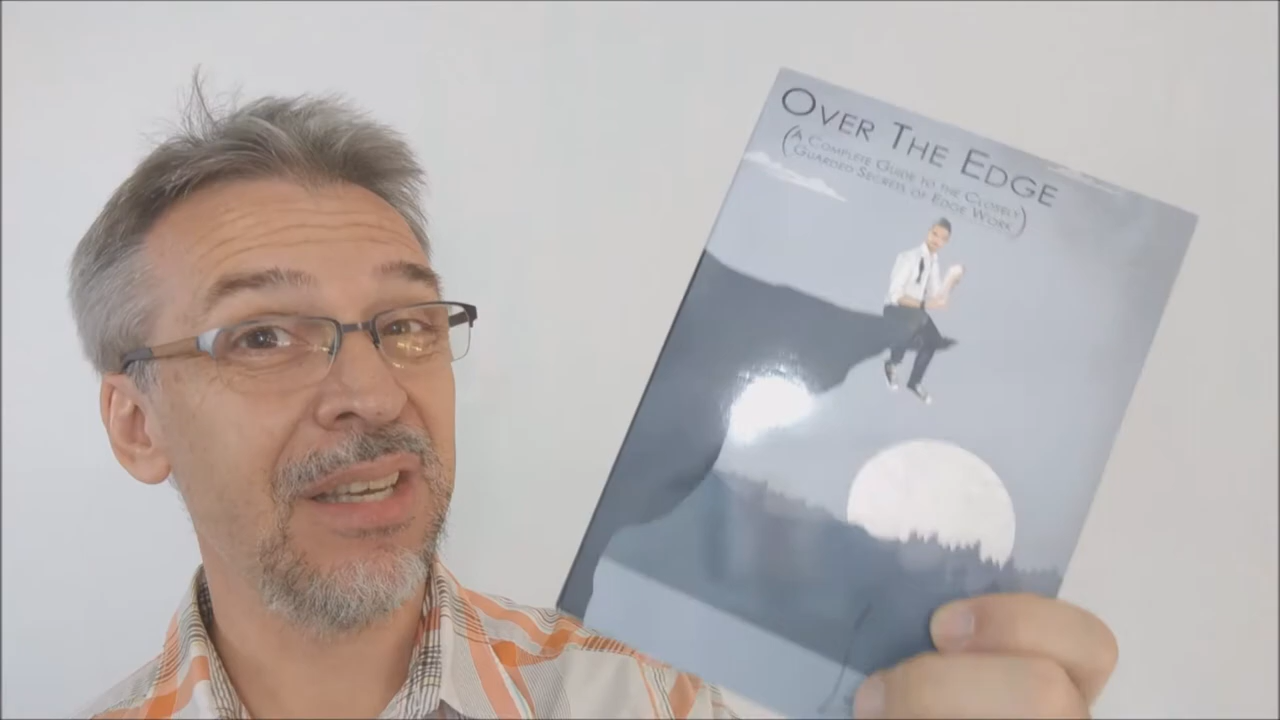 OVER THE EDGE
(A COMPLETE GUIDE TO THE CLOSELY
GUARDED SECRETS OF EDGE WORK)